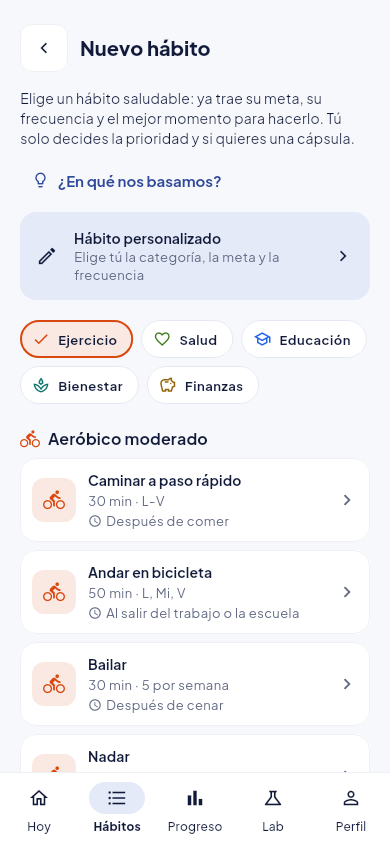 Nuevo hábito
Elige un hábito saludable: ya trae su meta, su
frecuencia y el mejor momento para hacerlo. Tú
solo decides la prioridad y si quieres una cápsula.
¿En qué nos basamos?
Hábito personalizado
Elige tú la categoría, la meta y la
frecuencia
Ejercicio
Salud
Educación
Bienestar
Finanzas
Aeróbico moderado
Caminar a paso rápido
30 min · L-V
Después de comer
Andar en bicicleta
50 min · L, Mi, V
Al salir del trabajo o la escuela
Bailar
30 min · 5 por semana
Después de cenar
Nadar
Hoy
Hábitos
Progreso
Lab
Perfil